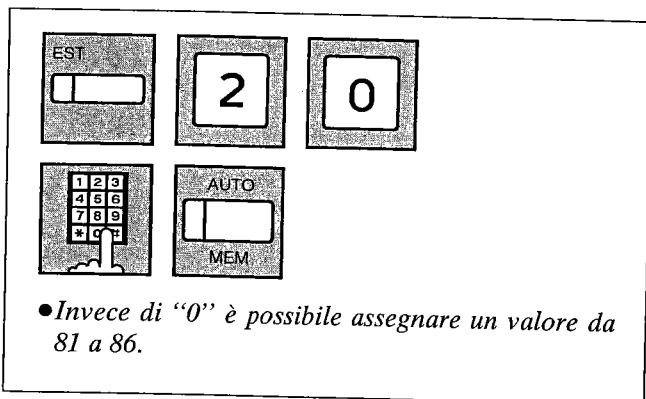 EST
2 0
1 2 3
4 5 6
7 8 9
* 0 #
AUTO
MEM
●Invece di “0” è possibile assegnare un valore da
81 a 86.